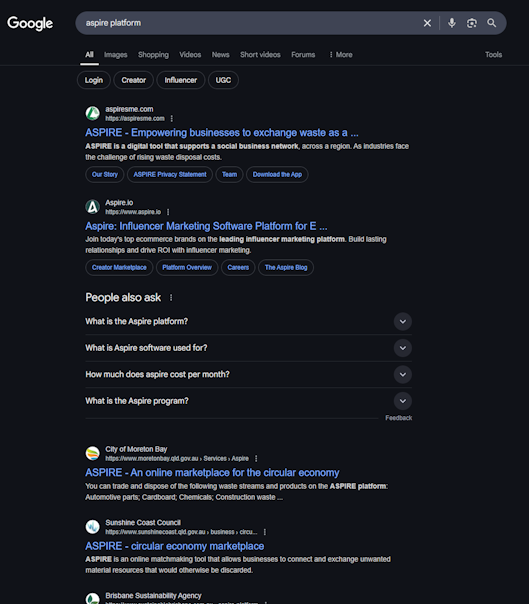 Google
aspire platform
All Images Shopping Videos News Short videos Forums More Tools
Login Creator Influencer UGC
aspiresme.com
https://aspiresme.com
ASPIRE - Empowering businesses to exchange waste as a ...
ASPIRE is a digital tool that supports a social business network, across a region. As industries face
the challenge of rising waste disposal costs.
Our Story ASPIRE Privacy Statement Team Download the App
Aspire.io
https://www.aspire.io
Aspire: Influencer Marketing Software Platform for E ...
Join today's top ecommerce brands on the leading influencer marketing platform. Build lasting
relationships and drive ROI with influencer marketing.
Creator Marketplace Platform Overview Careers The Aspire Blog
People also ask
What is the Aspire platform?
What is Aspire software used for?
How much does aspire cost per month?
What is the Aspire program?
Feedback
City of Moreton Bay
https://www.moretonbay.qld.gov.au › Services › Aspire
ASPIRE - An online marketplace for the circular economy
You can trade and dispose of the following waste streams and products on the ASPIRE platform:
Automotive parts; Cardboard; Chemicals; Construction waste ...
Sunshine Coast Council
https://www.sunshinecoast.qld.gov.au › business › circu...
ASPIRE - circular economy marketplace
ASPIRE is an online matchmaking tool that allows businesses to connect and exchange unwanted
material resources that would otherwise be discarded.
Brisbane Sustainability Agency